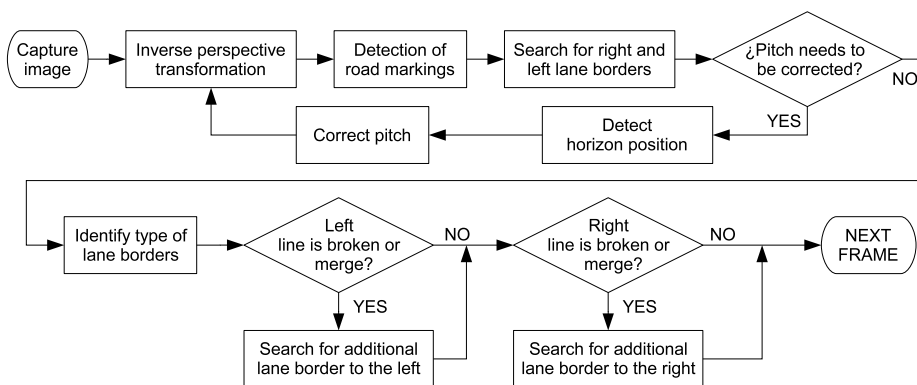 Capture
image
Inverse perspective
transformation
Detection of
road markings
Search for right and
left lane borders
¿Pitch needs to
be corrected?
NO
YES
Detect
horizon position
Correct pitch
Identify type of
lane borders
Left
line is broken or
merge?
NO
YES
Search for additional
lane border to the left
Right
line is broken or
merge?
NO
YES
Search for additional
lane border to the right
NEXT
FRAME